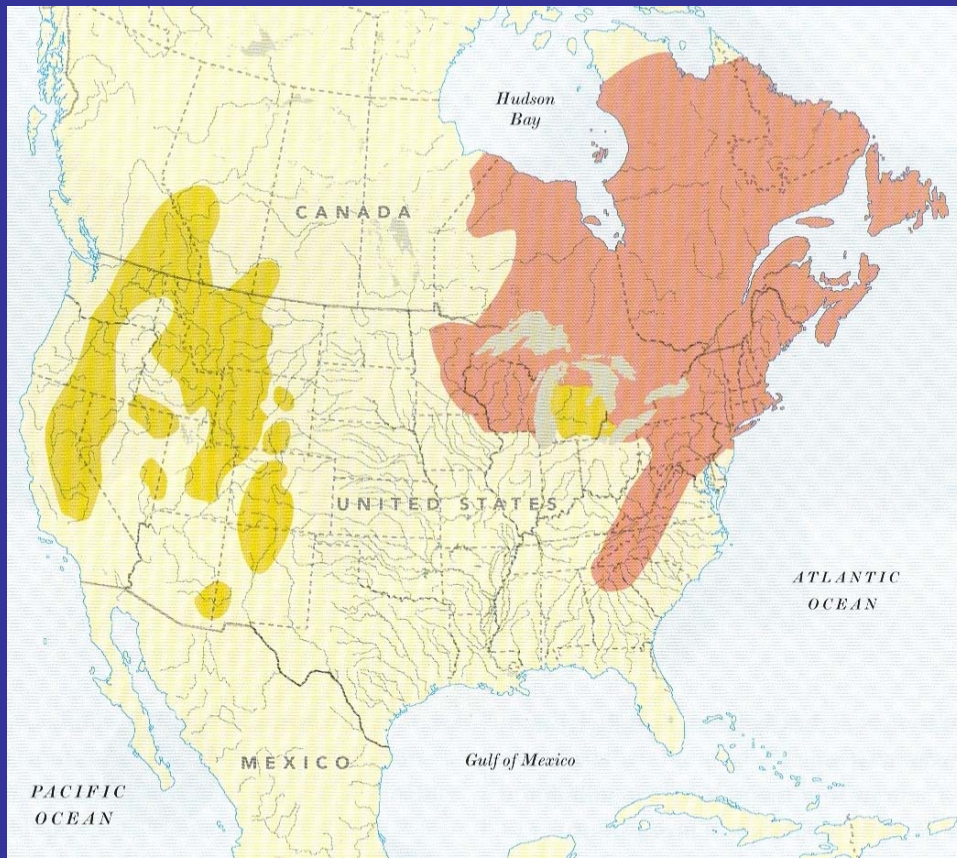 Hudson
Bay
CANADA
UNITED STATES
ATLANTIC
OCEAN
MEXICO
Gulf of Mexico
PACIFIC
OCEAN